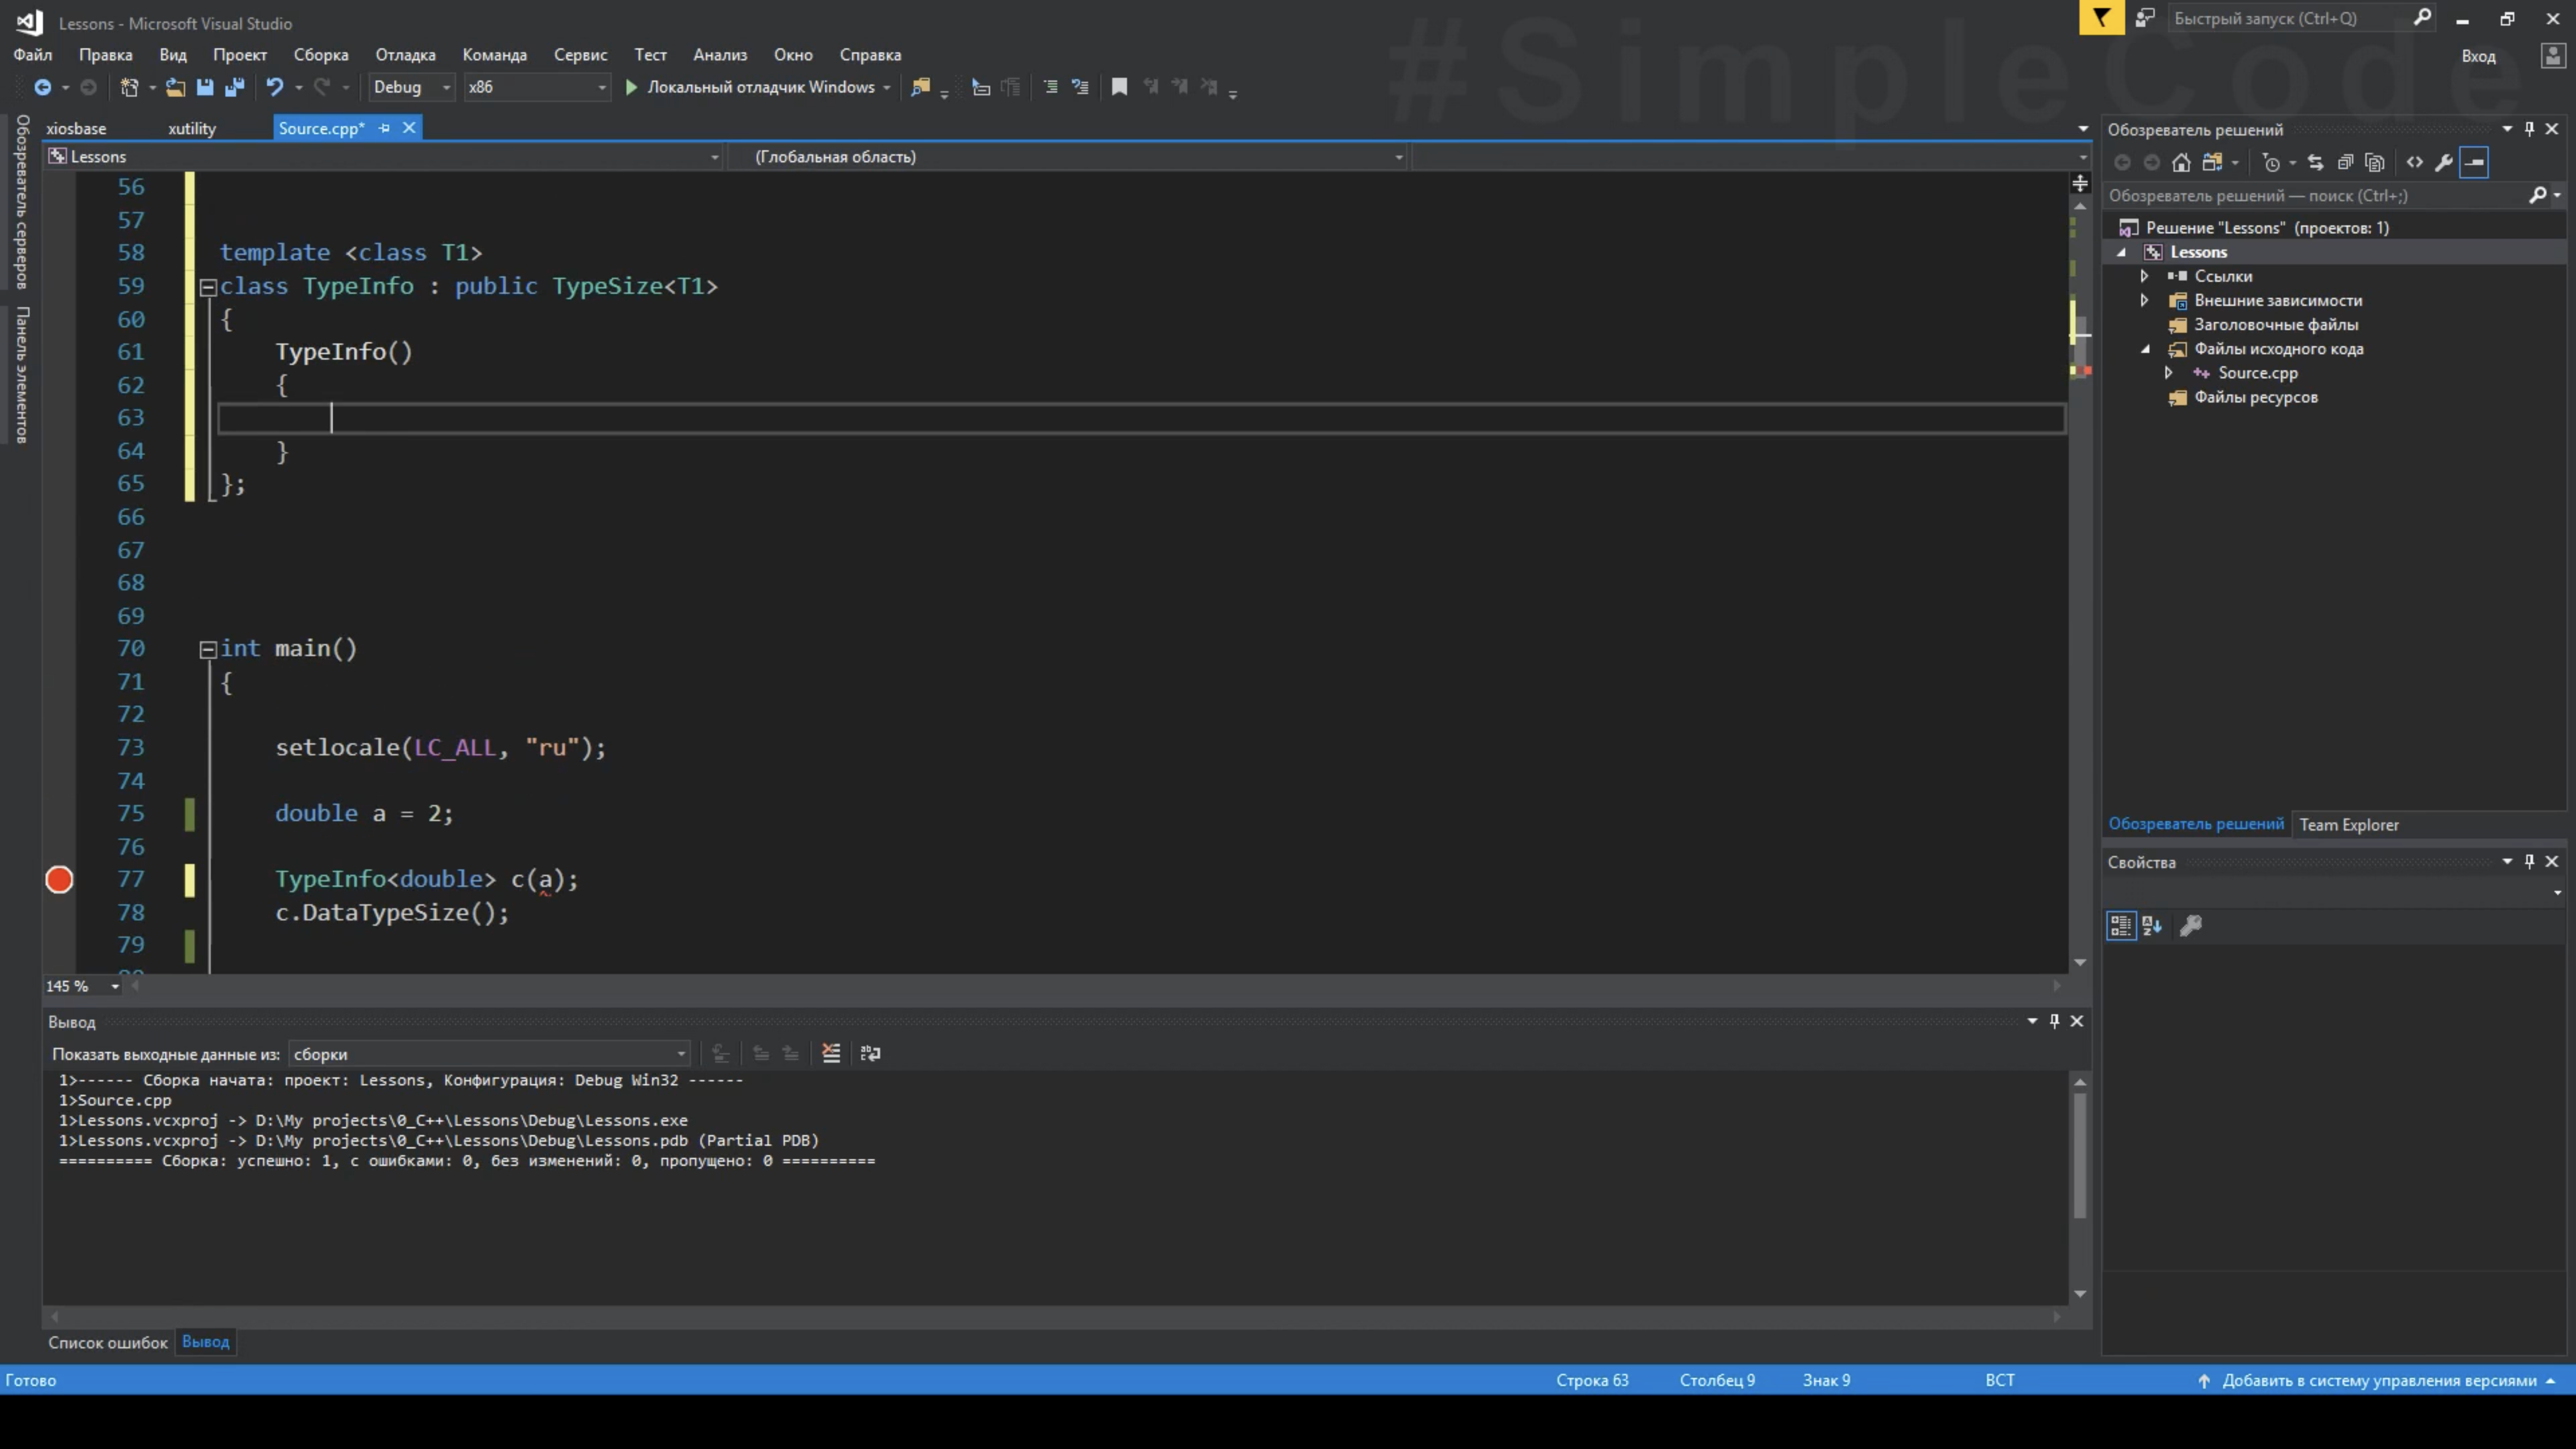 #SimpleCode
Lessons - Microsoft Visual Studio
Быстрый запуск (Ctrl+Q)
Файл Правка Вид Проект Сборка Отладка Команда Сервис Тест Анализ Окно Справка
Вход
Debug x86 Локальный отладчик Windows
Обозреватель серверов
Панель элементов
xiosbase xutility Source.cpp*
Lessons (Глобальная область)
56
57
58 template <class T1>
59 class TypeInfo : public TypeSize<T1>
60 {
61 TypeInfo()
62 {
63
64 }
65 };
66
67
68
69
70 int main()
71 {
72
73 setlocale(LC_ALL, "ru");
74
75 double a = 2;
76
77 TypeInfo<double> c(a);
78 c.DataTypeSize();
79
145 %
Вывод
Показать выходные данные из: сборки
1>------ Сборка начата: проект: Lessons, Конфигурация: Debug Win32 ------
1>Source.cpp
1>Lessons.vcxproj -> D:\My projects\0_C++\Lessons\Debug\Lessons.exe
1>Lessons.vcxproj -> D:\My projects\0_C++\Lessons\Debug\Lessons.pdb (Partial PDB)
========== Сборка: успешно: 1, с ошибками: 0, без изменений: 0, пропущено: 0 ==========
Список ошибок Вывод
Обозреватель решений
Обозреватель решений — поиск (Ctrl+;)
Решение "Lessons" (проектов: 1)
Lessons
Ссылки
Внешние зависимости
Заголовочные файлы
Файлы исходного кода
Source.cpp
Файлы ресурсов
Обозреватель решений Team Explorer
Свойства
Готово Строка 63 Столбец 9 Знак 9 ВСТ Добавить в систему управления версиями